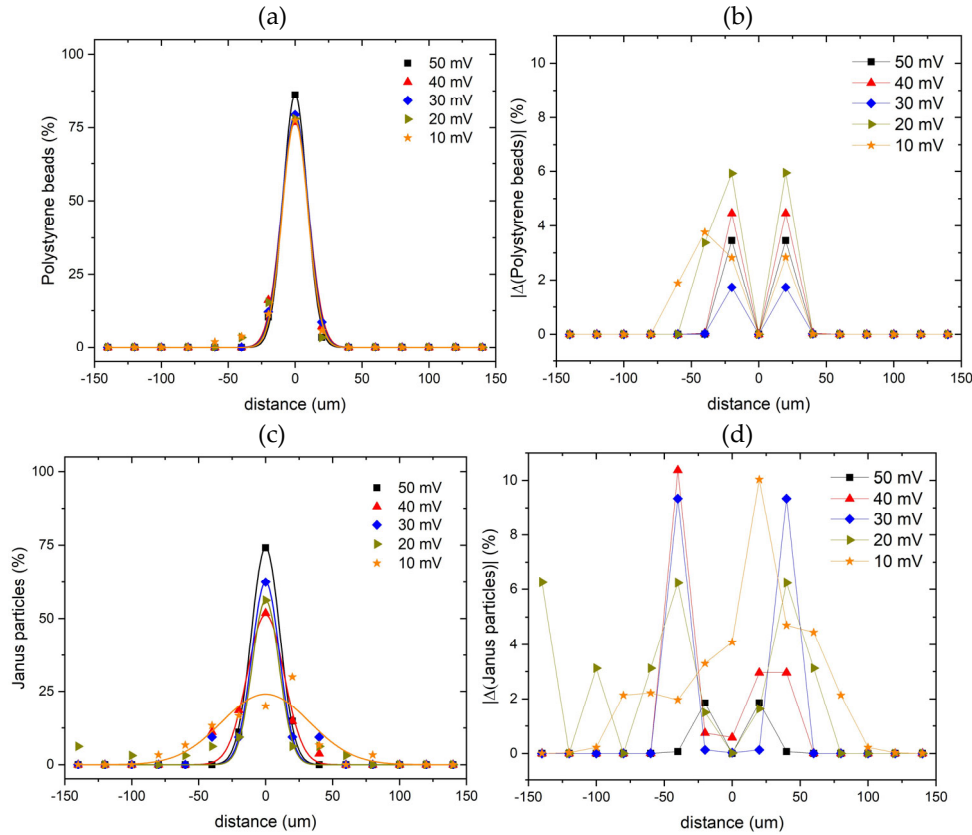 (a)
100
75
50
25
0
-150 -100 -50 0 50 100 150
Polystyrene beads (%)
distance (um)
50 mV
40 mV
30 mV
20 mV
10 mV
(b)
10
8
6
4
2
0
-150 -100 -50 0 50 100 150
|Δ(Polystyrene beads)| (%)
distance (um)
50 mV
40 mV
30 mV
20 mV
10 mV
(c)
100
75
50
25
0
-150 -100 -50 0 50 100 150
Janus particles (%)
distance (um)
50 mV
40 mV
30 mV
20 mV
10 mV
(d)
10
8
6
4
2
0
-150 -100 -50 0 50 100 150
|Δ(Janus particles)| (%)
distance (um)
50 mV
40 mV
30 mV
20 mV
10 mV